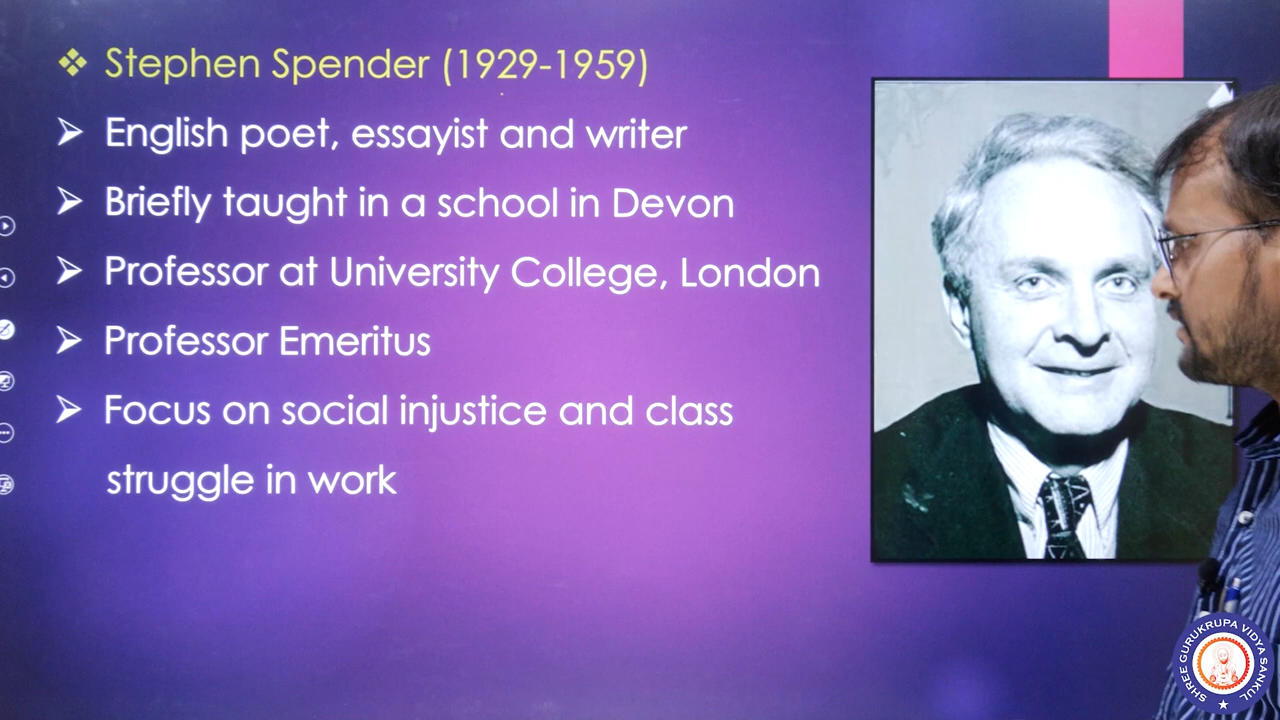 Stephen Spender (1929-1959)
English poet, essayist and writer
Briefly taught in a school in Devon
Professor at University College, London
Professor Emeritus
Focus on social injustice and class
struggle in work
SHREE GURUKRUPA VIDYA SANKUL